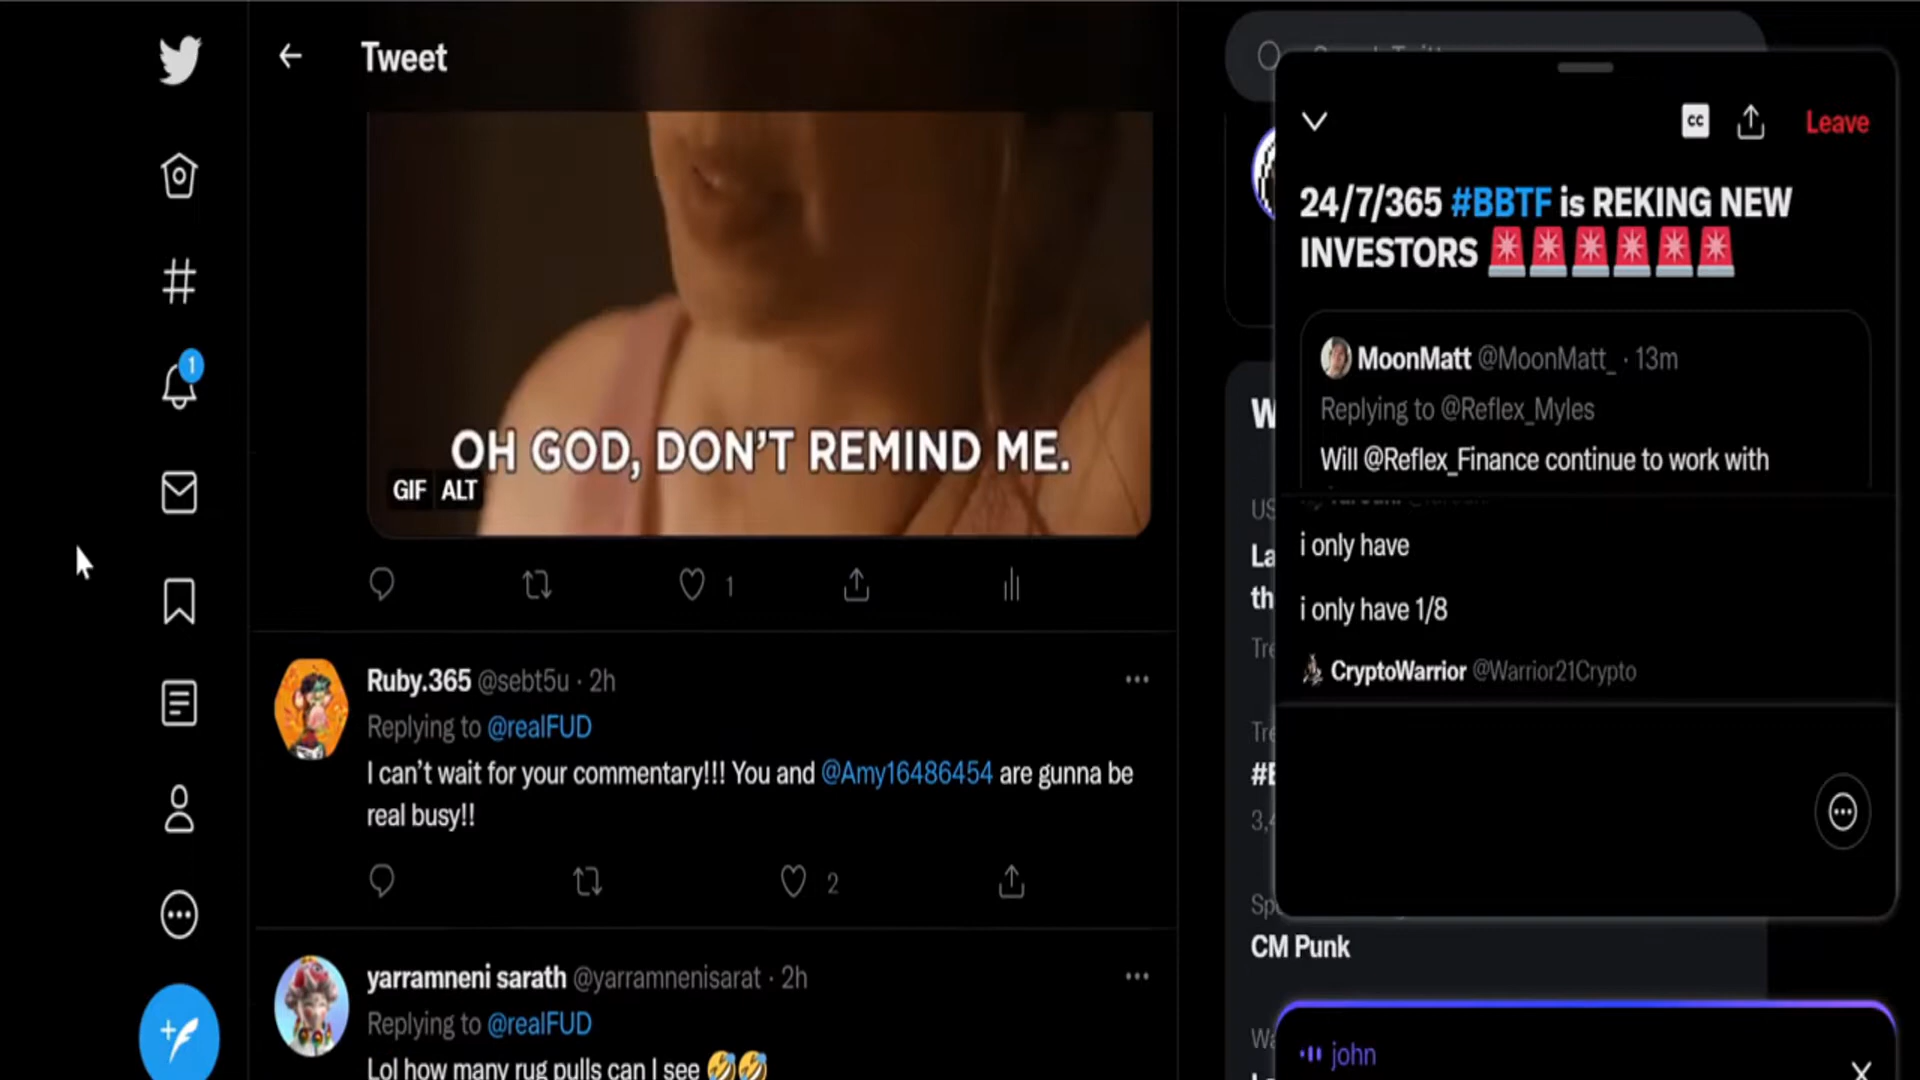 Tweet
OH GOD, DON'T REMIND ME.
GIF ALT
1
1
Ruby.365 @sebt5u · 2h
Replying to @realFUD
I can't wait for your commentary!!! You and @Amy16486454 are gunna be
real busy!!
2
yarramneni sarath @yarramnenisarat · 2h
Replying to @realFUD
Lol how many rug pulls can I see 🤣🤣
CC
Leave
24/7/365 #BBTF is REKING NEW
INVESTORS 🚨🚨🚨🚨🚨🚨
MoonMatt @MoonMatt_ · 13m
Replying to @Reflex_Myles
Will @Reflex_Finance continue to work with
i only have
i only have 1/8
CryptoWarrior @Warrior21Crypto
CM Punk
john